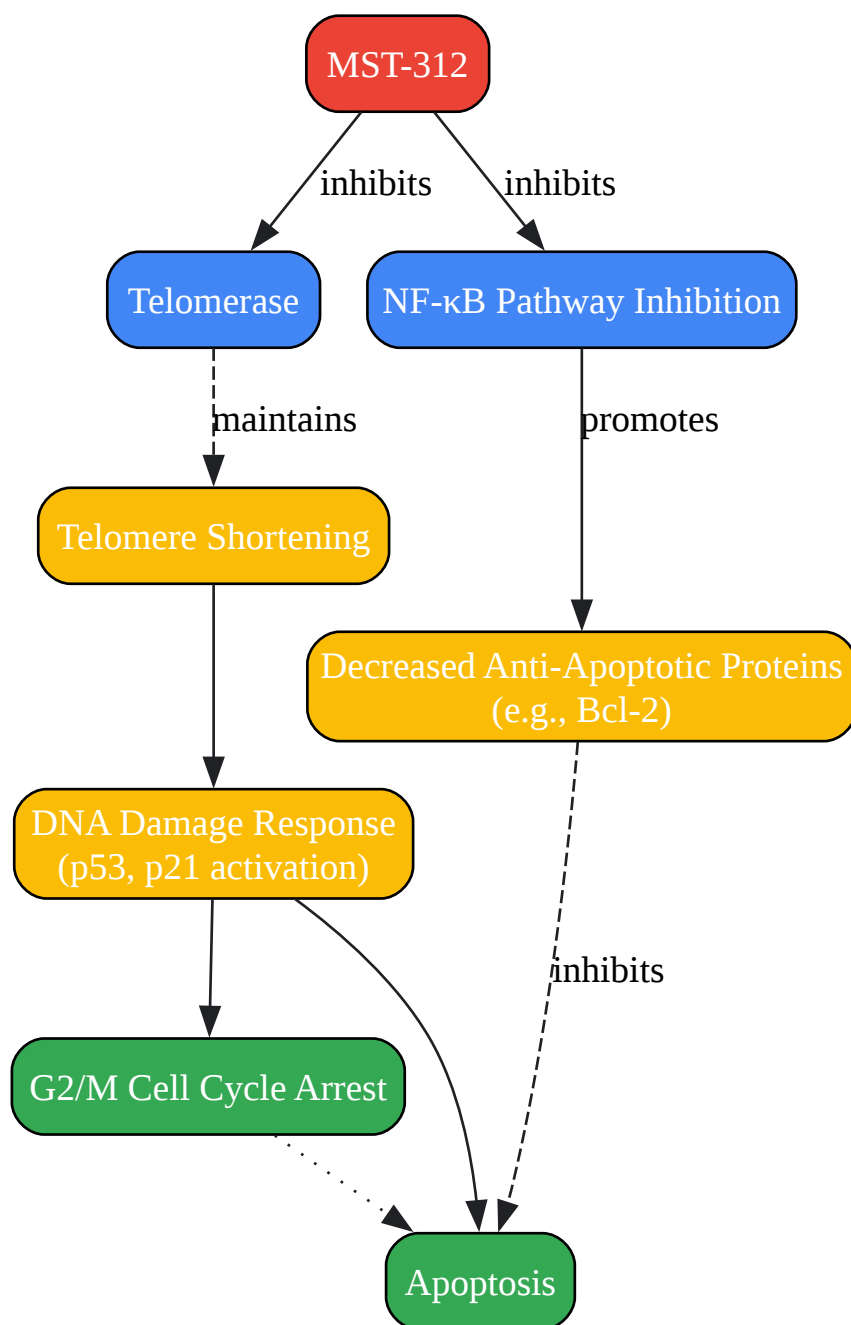 MST-312
inhibits
inhibits
Telomerase
NF-κB Pathway Inhibition
maintains
promotes
Telomere Shortening
Decreased Anti-Apoptotic Proteins
(e.g., Bcl-2)
DNA Damage Response
(p53, p21 activation)
inhibits
G2/M Cell Cycle Arrest
Apoptosis